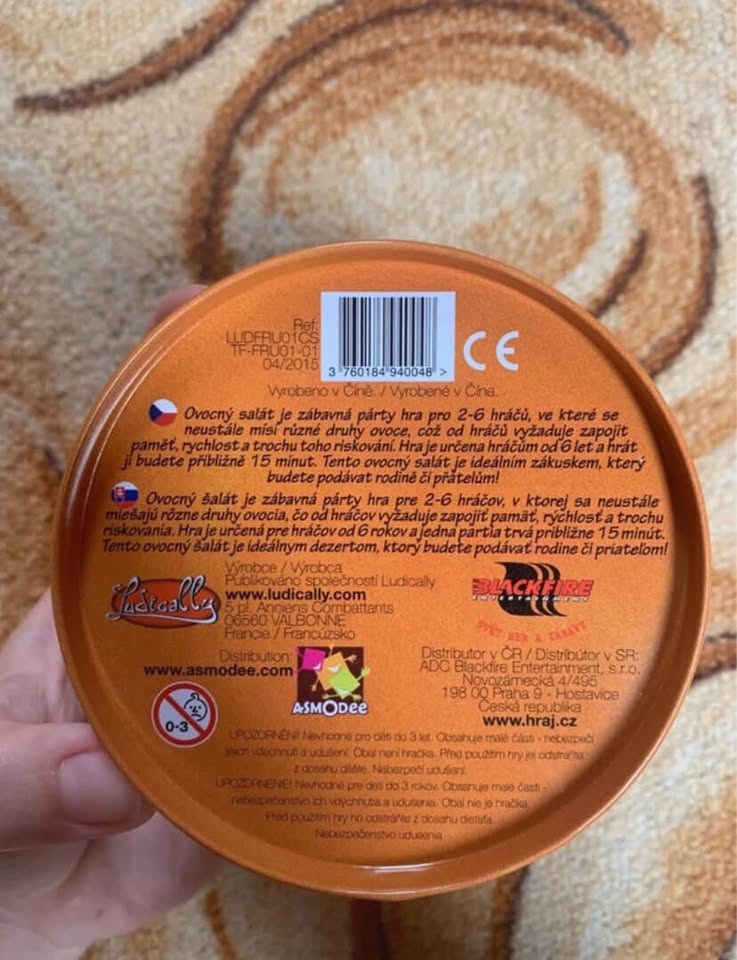 Ref:
LUDFRU01CS
TF-FRU01-01
04/2015
3 760184 940048 >
CE
Vyrobeno v Číně. / Vyrobené v Čína.
Ovocný salát je zábavná párty hra pro 2-6 hráčů, ve které se
neustále mísí různé druhy ovoce, což od hráčů vyžaduje zapojit
paměť, rychlost a trochu toho riskování. Hra je určena hráčům od 6 let a hrát
ji budete přibližně 15 minut. Tento ovocný salát je ideálním zákuskem, který
budete podávat rodině či přátelům!
Ovocný šalát je zábavná párty hra pre 2-6 hráčov, v ktorej sa neustále
miešajú rôzne druhy ovocia, čo od hráčov vyžaduje zapojiť pamäť, rýchlosť a trochu
riskovania. Hra je určená pre hráčov od 6 rokov a jedna partia trvá približne 15 minút.
Tento ovocný šalát je ideálnym dezertom, ktorý budete podávať rodine či priateľom!
Výrobce / Výrobca
Publikováno společností Ludically
www.ludically.com
5 pl. Anciens Combattants
06560 VALBONNE
Francie / Francúzsko
Ludically
BLACKFIRE
ENTERTAINMENT
SVĚT HER A ZÁBAVY
Distribution:
www.asmodee.com
ASMODEE
Distributor v ČR / Distribútor v SR:
ADC Blackfire Entertainment, s.r.o.
Novozámecká 4/495
198 00 Praha 9 - Hostavice
Česká republika
www.hraj.cz
0-3
UPOZORNĚNÍ! Nevhodné pro děti do 3 let. Obsahuje malé části - nebezpečí
jejich vdechnutí a udušení. Obal není hračka. Před použitím hry jej odstraňte
z dosahu dítěte. Nebezpečí udušení.
UPOZORNENIE! Nevhodné pre deti do 3 rokov. Obsahuje malé časti -
nebezpečenstvo ich vdýchnutia a udusenia. Obal nie je hračka.
Pred použitím hry ho odstráňte z dosahu dieťaťa.
Nebezpečenstvo udusenia.